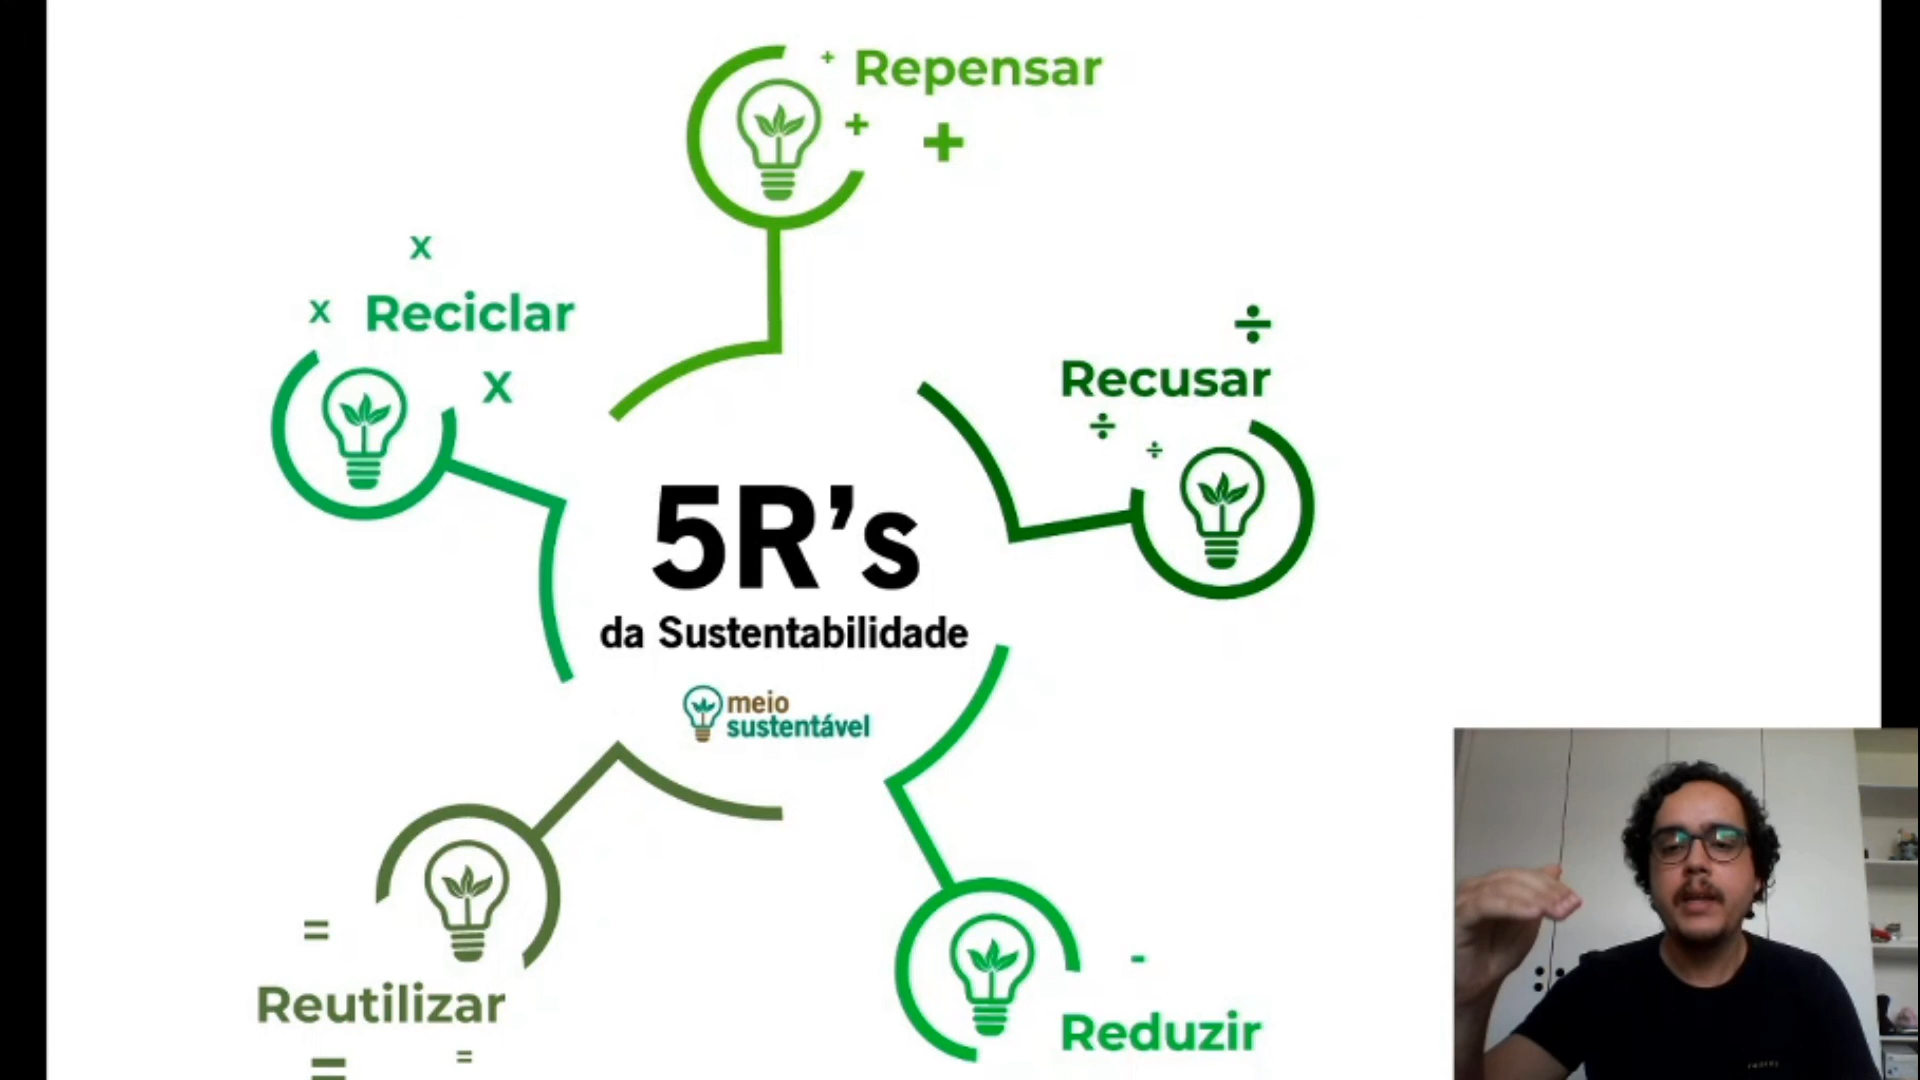 + Repensar
+ +
x
x Reciclar
x
÷
Recusar
÷ ÷
5R’s
da Sustentabilidade
meio
sustentável
=
Reutilizar
= =
-
Reduzir